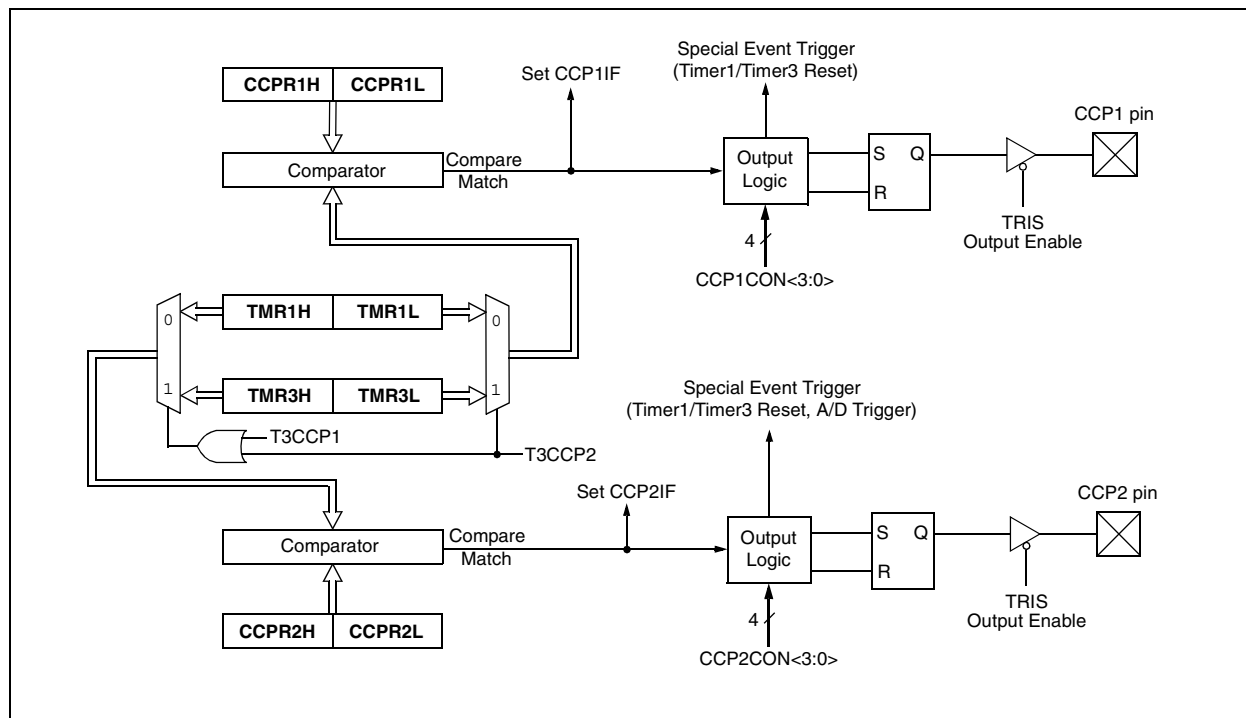 Special Event Trigger
(Timer1/Timer3 Reset)
Set CCP1IF
CCPR1H CCPR1L
CCP1 pin
Comparator
Compare
Match
Output
Logic
S Q
R
TRIS
Output Enable
4
CCP1CON<3:0>
0 TMR1H TMR1L 0
1 TMR3H TMR3L 1
T3CCP1
T3CCP2
Special Event Trigger
(Timer1/Timer3 Reset, A/D Trigger)
Set CCP2IF
CCP2 pin
Comparator
Compare
Match
Output
Logic
S Q
R
TRIS
Output Enable
CCPR2H CCPR2L
4
CCP2CON<3:0>